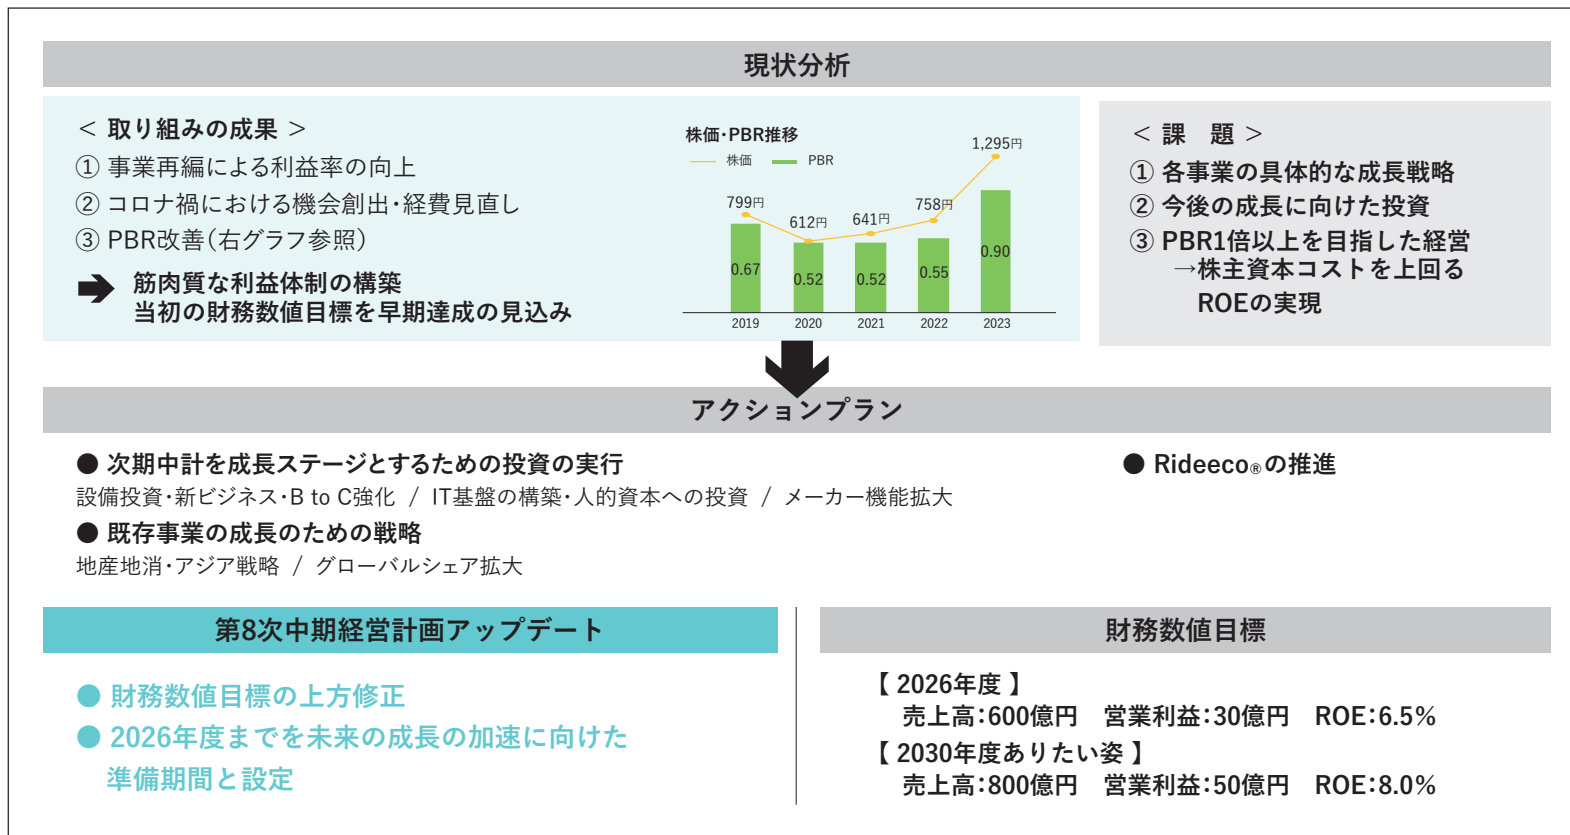 現状分析
＜ 取り組みの成果 ＞
① 事業再編による利益率の向上
② コロナ禍における機会創出・経費見直し
③ PBR改善（右グラフ参照）
筋肉質な利益体制の構築
当初の財務数値目標を早期達成の見込み
株価・PBR推移
株価 PBR
799円
612円
641円
758円
1,295円
0.67
0.52
0.52
0.55
0.90
2019 2020 2021 2022 2023
＜ 課　題 ＞
① 各事業の具体的な成長戦略
② 今後の成長に向けた投資
③ PBR1倍以上を目指した経営
→株主資本コストを上回る
ROEの実現
アクションプラン
● 次期中計を成長ステージとするための投資の実行
設備投資・新ビジネス・B to C強化 / IT基盤の構築・人的資本への投資 / メーカー機能拡大
● 既存事業の成長のための戦略
地産地消・アジア戦略 / グローバルシェア拡大
● Rideeco®の推進
第8次中期経営計画アップデート
● 財務数値目標の上方修正
● 2026年度までを未来の成長の加速に向けた
準備期間と設定
財務数値目標
【 2026年度 】
売上高：600億円　営業利益：30億円　ROE：6.5%
【 2030年度ありたい姿 】
売上高：800億円　営業利益：50億円　ROE：8.0%